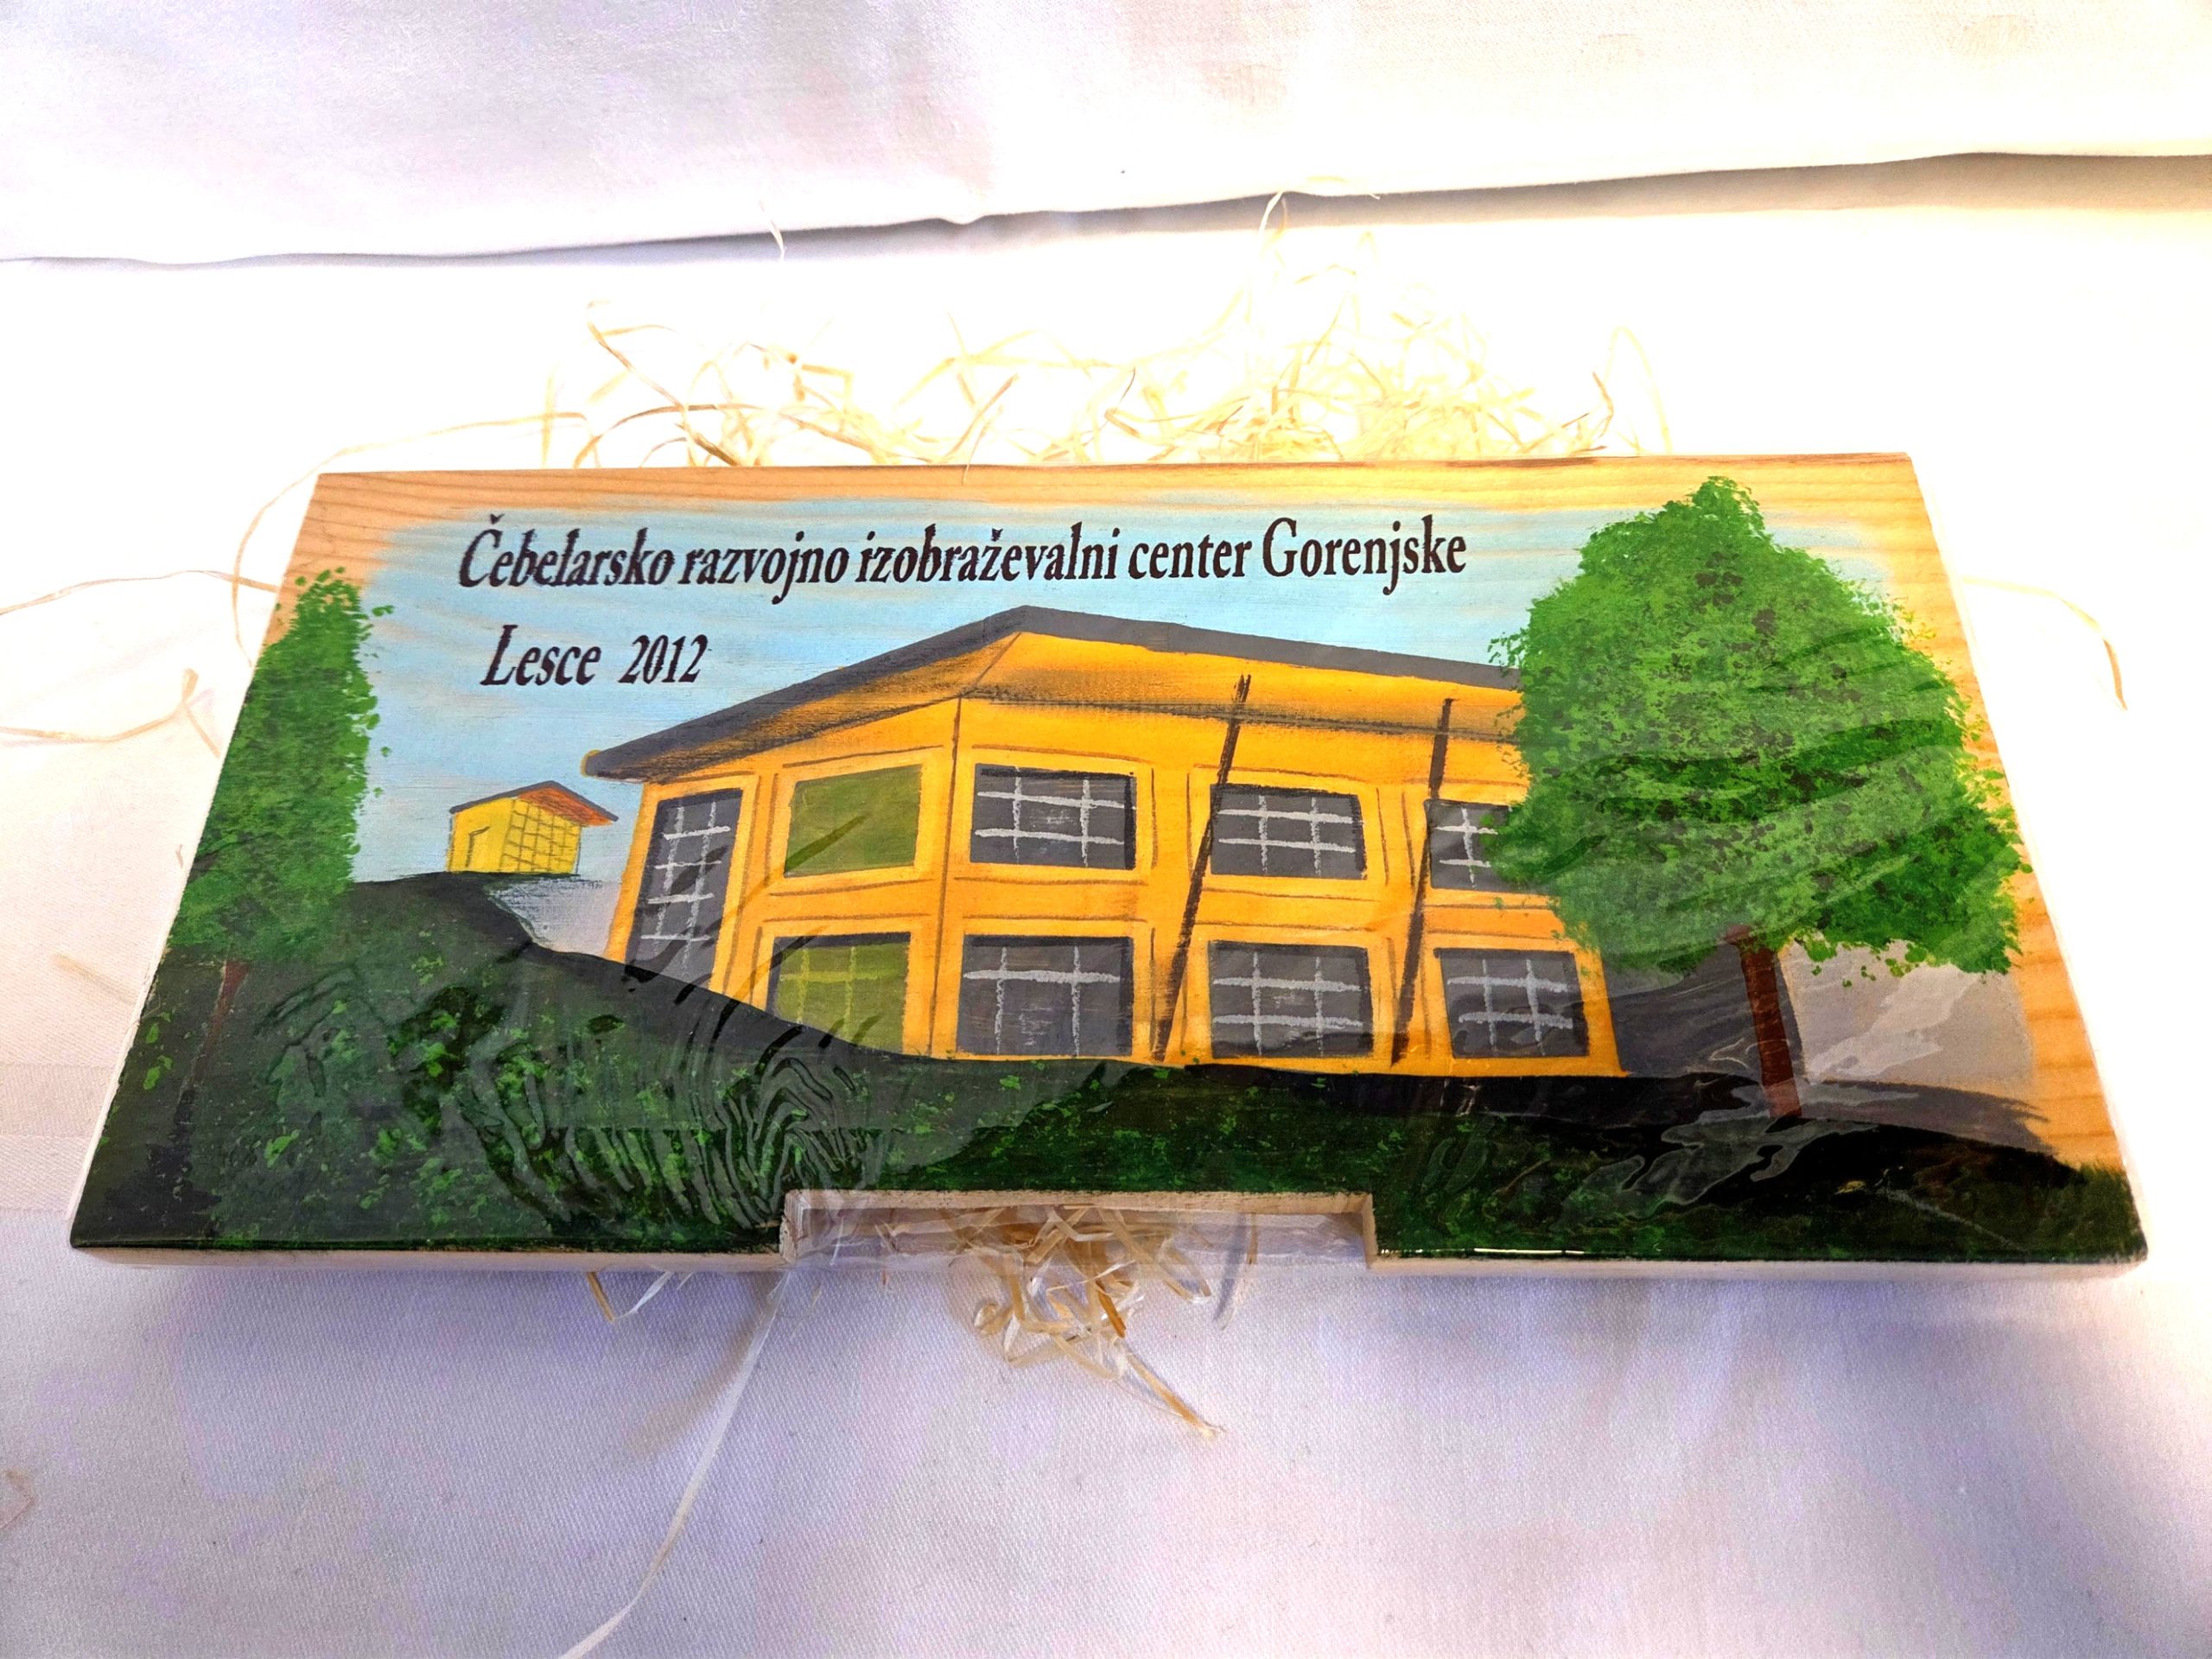 Čebelarsko razvojno izobraževalni center Gorenjske
Lesce 2012